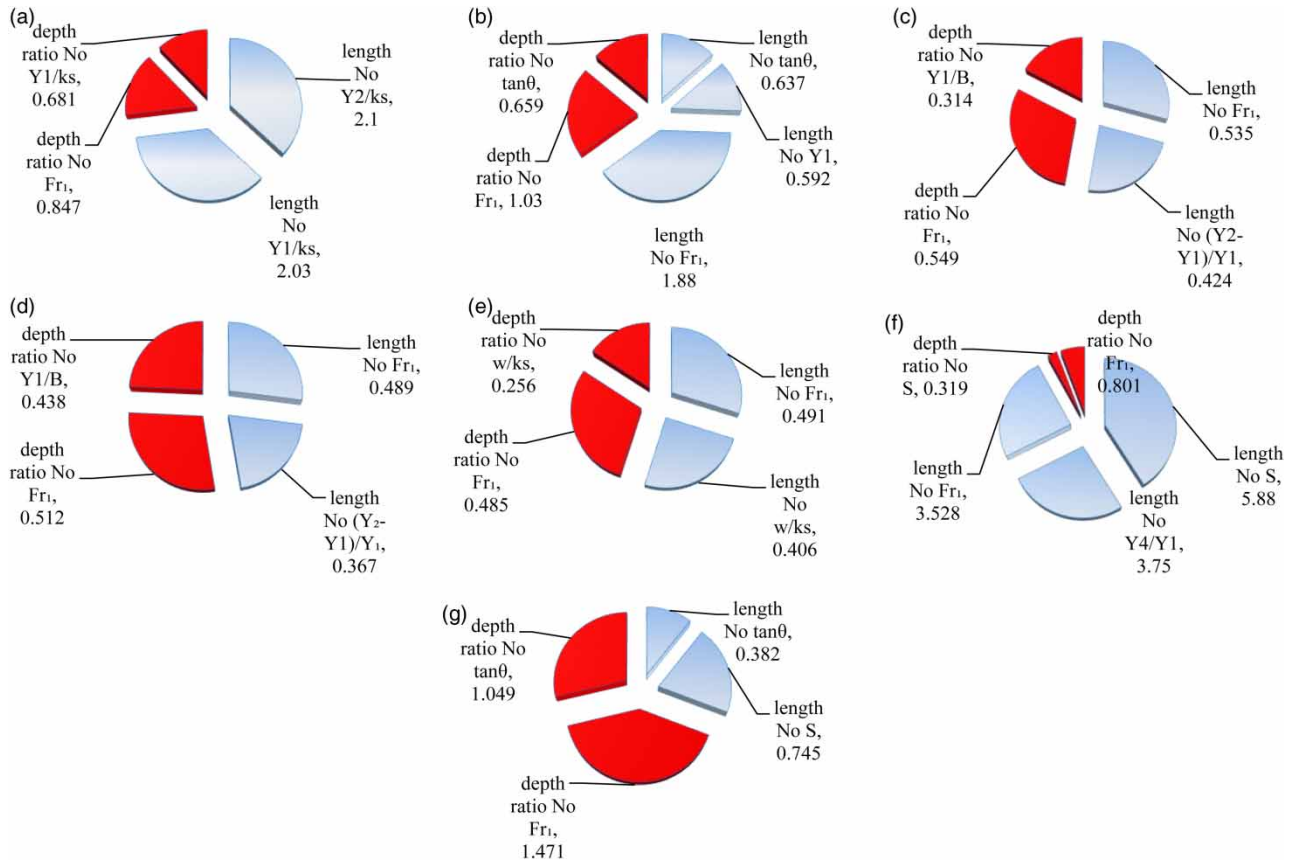 (a)
depth
ratio No
Y1/ks,
0.681
length
No
Y2/ks,
2.1
depth
ratio No
Fr₁,
0.847
length
No
Y1/ks,
2.03
(b)
depth
ratio No
tanθ,
0.659
length
No tanθ,
0.637
length
No Y1,
0.592
depth
ratio No
Fr₁, 1.03
length
No Fr₁,
1.88
(c)
depth
ratio No
Y1/B,
0.314
length
No Fr₁,
0.535
depth
ratio No
Fr₁,
0.549
length
No (Y2-
Y1)/Y1,
0.424
(d)
depth
ratio No
Y1/B,
0.438
length
No Fr₁,
0.489
depth
ratio No
Fr₁,
0.512
length
No (Y₂-
Y1)/Y₁,
0.367
(e)
depth
ratio No
w/ks,
0.256
length
No Fr₁,
0.491
depth
ratio No
Fr₁,
0.485
length
No
w/ks,
0.406
(f)
depth
ratio No
S, 0.319
depth
ratio No
Fr₁,
0.801
length
No Fr₁,
3.528
length
No
Y4/Y1,
3.75
length
No S,
5.88
(g)
depth
ratio No
tanθ,
1.049
length
No tanθ,
0.382
length
No S,
0.745
depth
ratio No
Fr₁,
1.471